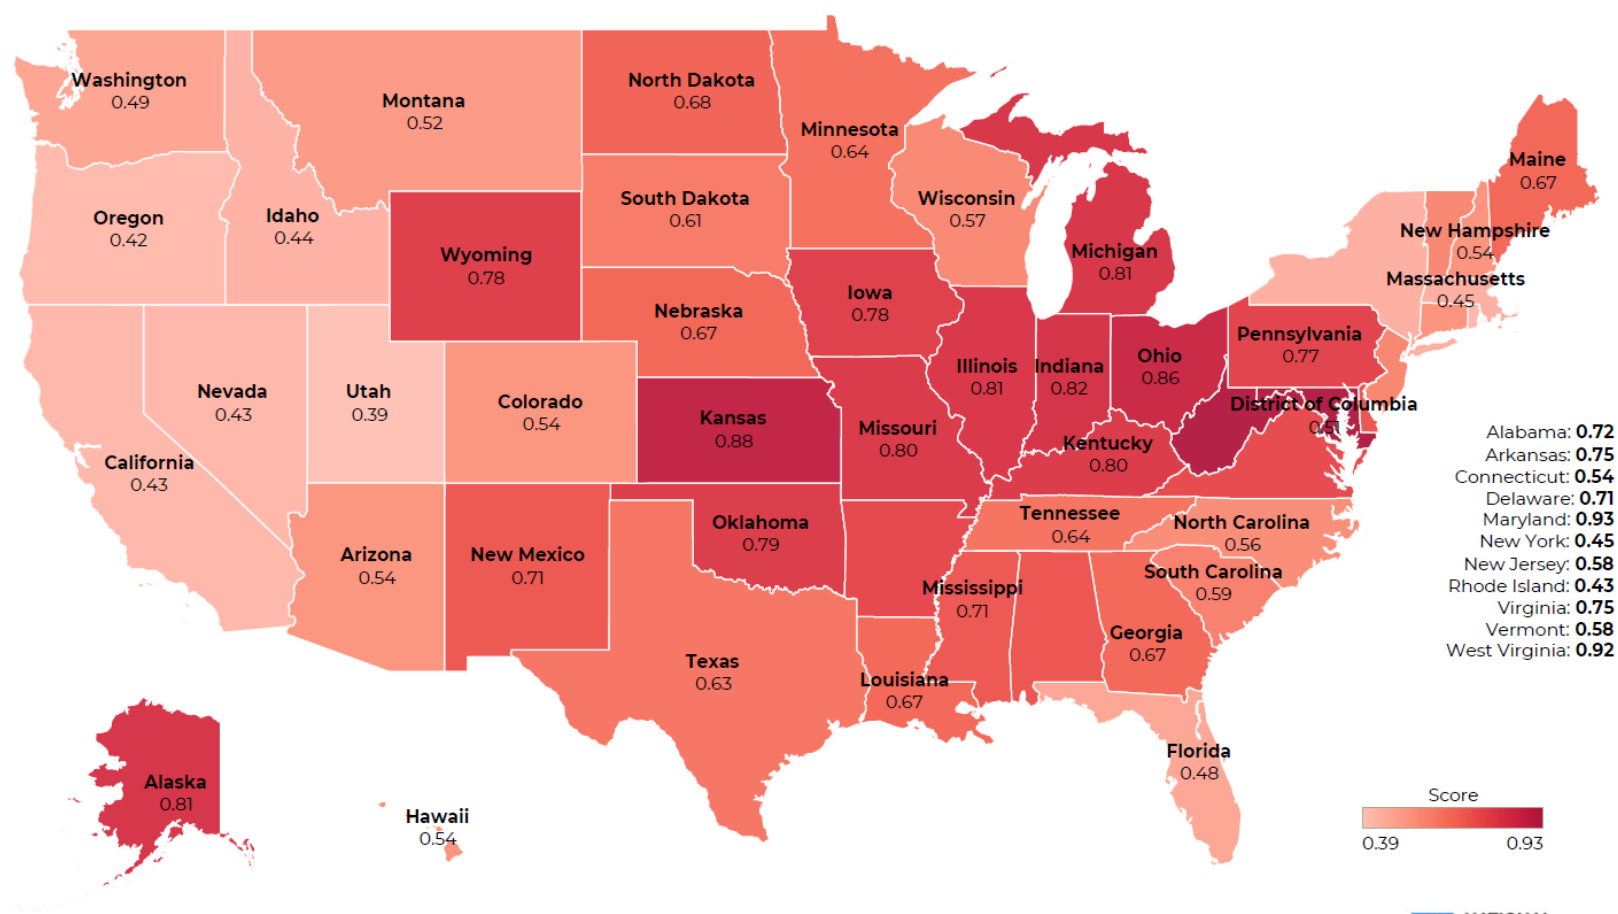 Washington
0.49
Montana
0.52
North Dakota
0.68
Minnesota
0.64
Maine
0.67
Oregon
0.42
Idaho
0.44
Wyoming
0.78
South Dakota
0.61
Wisconsin
0.57
Michigan
0.81
New Hampshire
0.54
Massachusetts
0.45
Nebraska
0.67
Iowa
0.78
Illinois
0.81
Indiana
0.82
Ohio
0.86
Pennsylvania
0.77
Nevada
0.43
Utah
0.39
Colorado
0.54
Kansas
0.88
Missouri
0.80
Kentucky
0.80
District of Columbia
0.51
California
0.43
Arizona
0.54
New Mexico
0.71
Oklahoma
0.79
Tennessee
0.64
North Carolina
0.56
South Carolina
0.59
Mississippi
0.71
Georgia
0.67
Texas
0.63
Louisiana
0.67
Florida
0.48
Alaska
0.81
Hawaii
0.54
Alabama: 0.72
Arkansas: 0.75
Connecticut: 0.54
Delaware: 0.71
Maryland: 0.93
New York: 0.45
New Jersey: 0.58
Rhode Island: 0.43
Virginia: 0.75
Vermont: 0.58
West Virginia: 0.92
Score
0.39 0.93